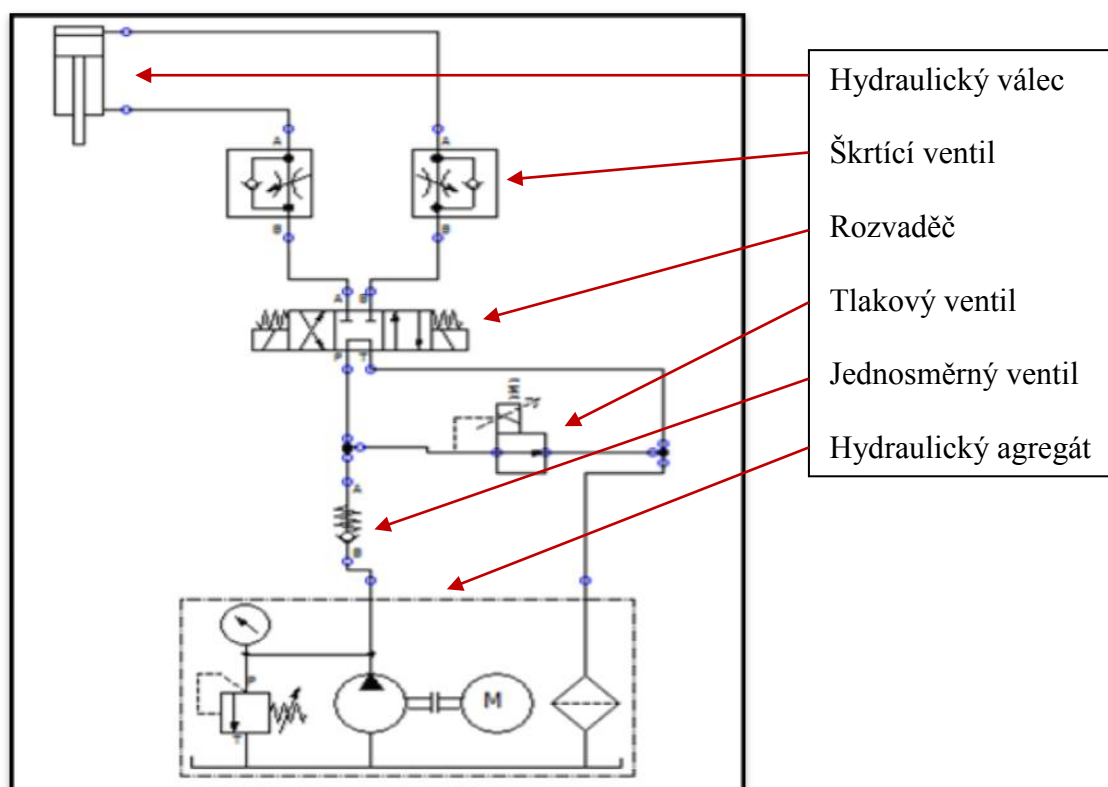 Hydraulický válec
Škrtící ventil
Rozvaděč
Tlakový ventil
Jednosměrný ventil
Hydraulický agregát
A
A
B
B
A
B
P
T
A
B
P
T
M